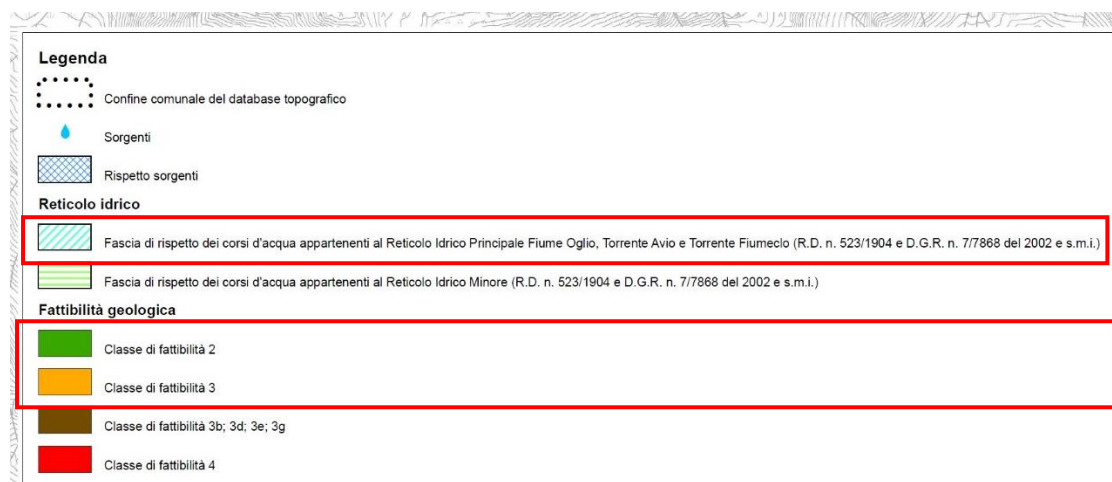 Legenda
Confine comunale del database topografico
Sorgenti
Rispetto sorgenti
Reticolo idrico
Fascia di rispetto dei corsi d'acqua appartenenti al Reticolo Idrico Principale Fiume Oglio, Torrente Avio e Torrente Fiumeclo (R.D. n. 523/1904 e D.G.R. n. 7/7868 del 2002 e s.m.i.)
Fascia di rispetto dei corsi d'acqua appartenenti al Reticolo Idrico Minore (R.D. n. 523/1904 e D.G.R. n. 7/7868 del 2002 e s.m.i.)
Fattibilità geologica
Classe di fattibilità 2
Classe di fattibilità 3
Classe di fattibilità 3b; 3d; 3e; 3g
Classe di fattibilità 4